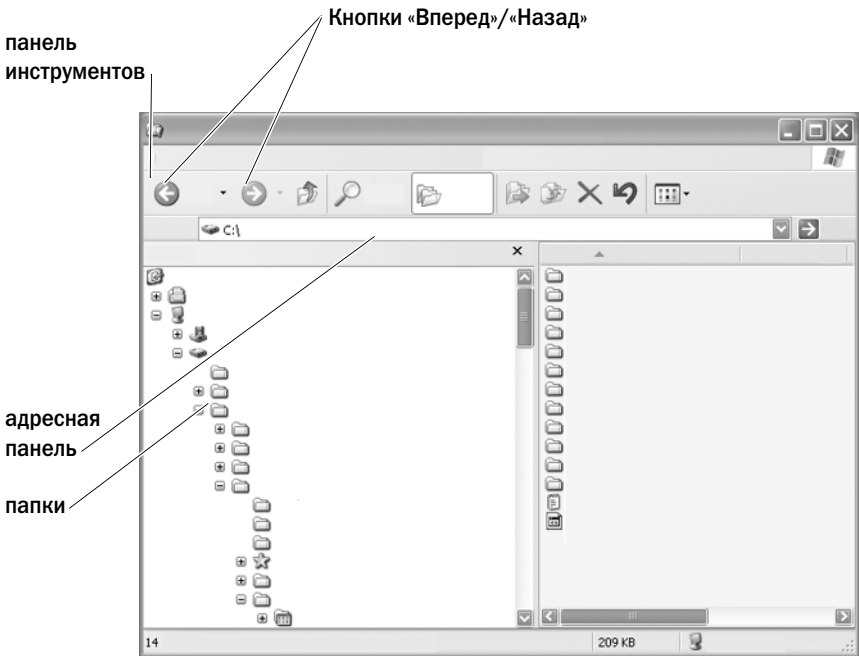 Кнопки «Вперед»/«Назад»
панель
инструментов
C:\
адресная
панель
папки
14
209 KB